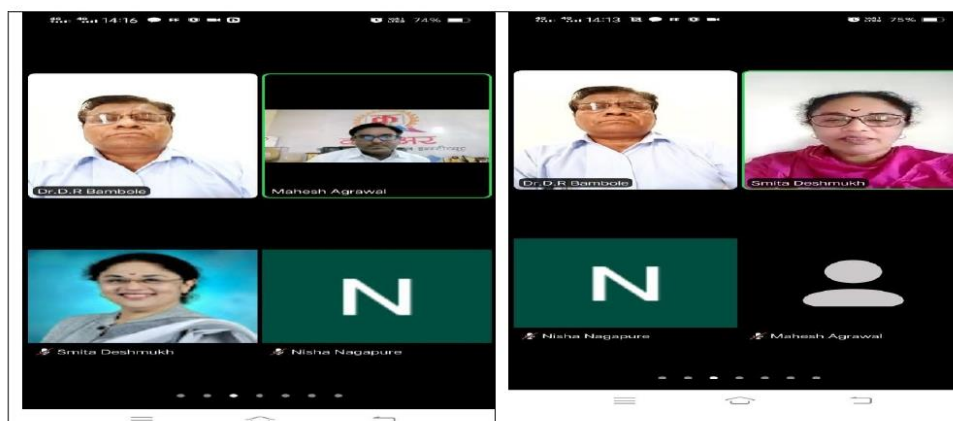 14:16
74%
Dr.D.R Bambole
Mahesh Agrawal
N
Smita Deshmukh
Nisha Nagapure
14:13
75%
Dr.D.R Bambole
Smita Deshmukh
N
Nisha Nagapure
Mahesh Agrawal